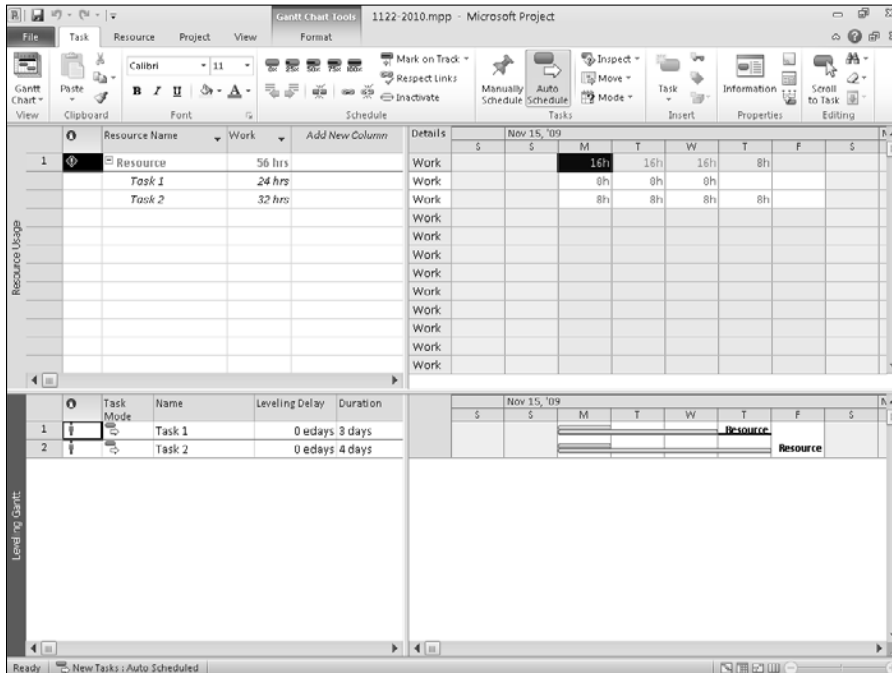 Gantt Chart Tools 1122-2010.mpp - Microsoft Project
File Task Resource Project View Format
Gantt Chart
Paste
Calibri 11
B I U A
0% 25% 50% 75% 100%
Mark on Track
Respect Links
Inactivate
Manually Schedule
Auto Schedule
Inspect
Move
Mode
Task
Information
Scroll to Task
View Clipboard Font Schedule Tasks Insert Properties Editing
Resource Name Work Add New Column Details Nov 15, '09
S S M T W T F S
1 Resource 56 hrs Work 16h 16h 16h 8h
Task 1 24 hrs Work 8h 8h 8h
Task 2 32 hrs Work 8h 8h 8h 8h
Work
Work
Work
Work
Work
Work
Work
Work
Work
Resource Usage
Task Mode Name Leveling Delay Duration Nov 15, '09
S S M T W T F S
1 Task 1 0 edays 3 days Resource
2 Task 2 0 edays 4 days Resource
Leveling Gantt
Ready New Tasks : Auto Scheduled